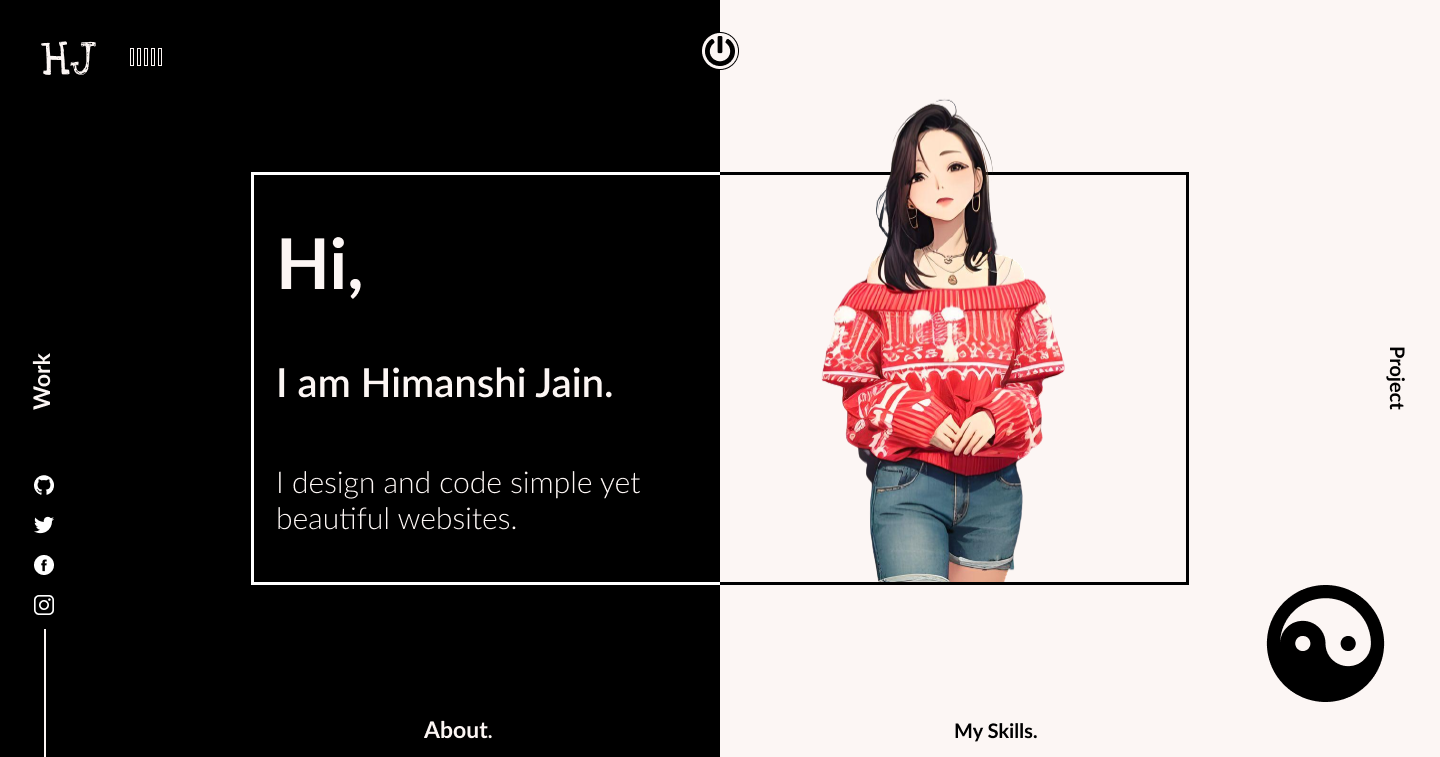 HJ
Hi,
I am Himanshi Jain.
I design and code simple yet
beautiful websites.
Work
Project
About.
My Skills.